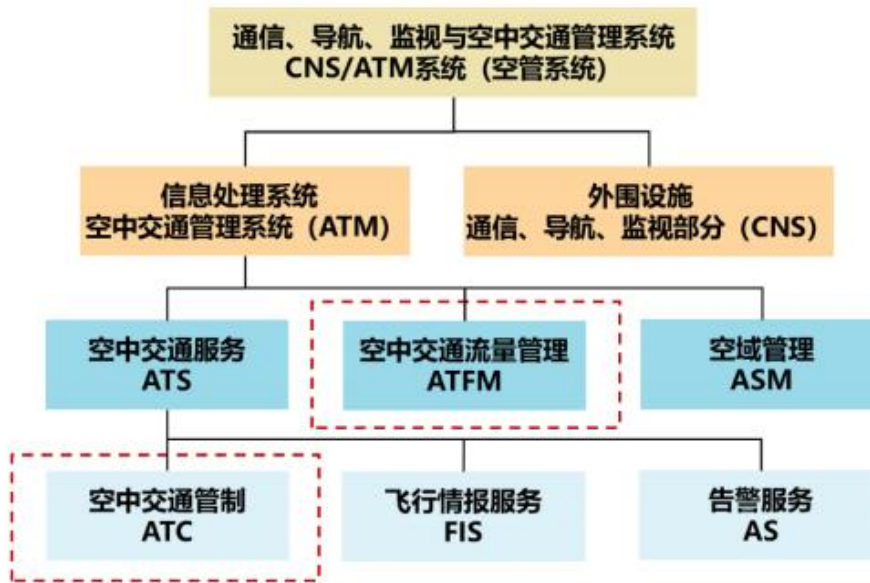 通信、导航、监视与空中交通管理系统
CNS/ATM系统（空管系统）
信息处理系统
空中交通管理系统（ATM）
外围设施
通信、导航、监视部分（CNS）
空中交通服务
ATS
空中交通流量管理
ATFM
空域管理
ASM
空中交通管制
ATC
飞行情报服务
FIS
告警服务
AS